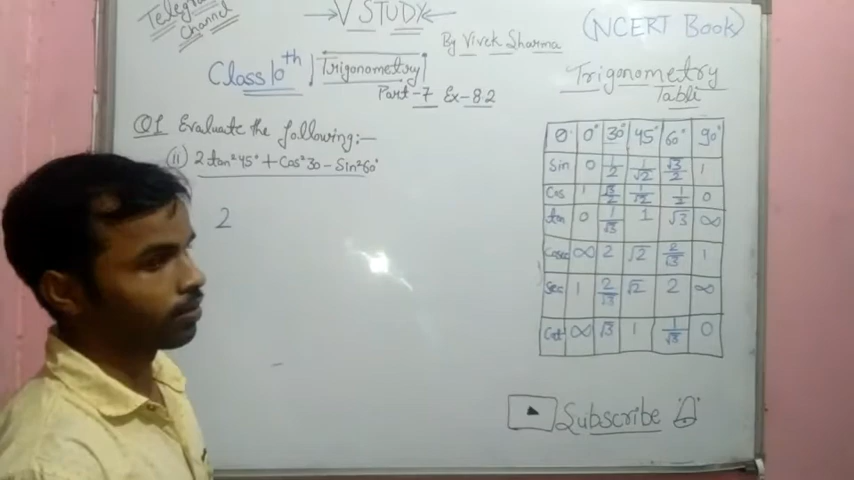 Telegram Channel
V STUDY
By Vivek Sharma
(NCERT Book)
Class 10th
Trigonometry
Part-7 Ex-8.2
Q1 Evaluate the following:-
(ii) 2 tan²45° + Cos²30 - Sin²60°
2
Trigonometry
Tabli
θ 0° 30° 45° 60° 90°
Sin 0 1/2 1/√2 √3/2 1
Cos 1 √3/2 1/√2 1/2 0
tan 0 1/√3 1 √3 ∞
Cosec ∞ 2 √2 2/√3 1
Sec 1 2/√3 √2 2 ∞
Cot ∞ √3 1 1/√3 0
Subscribe